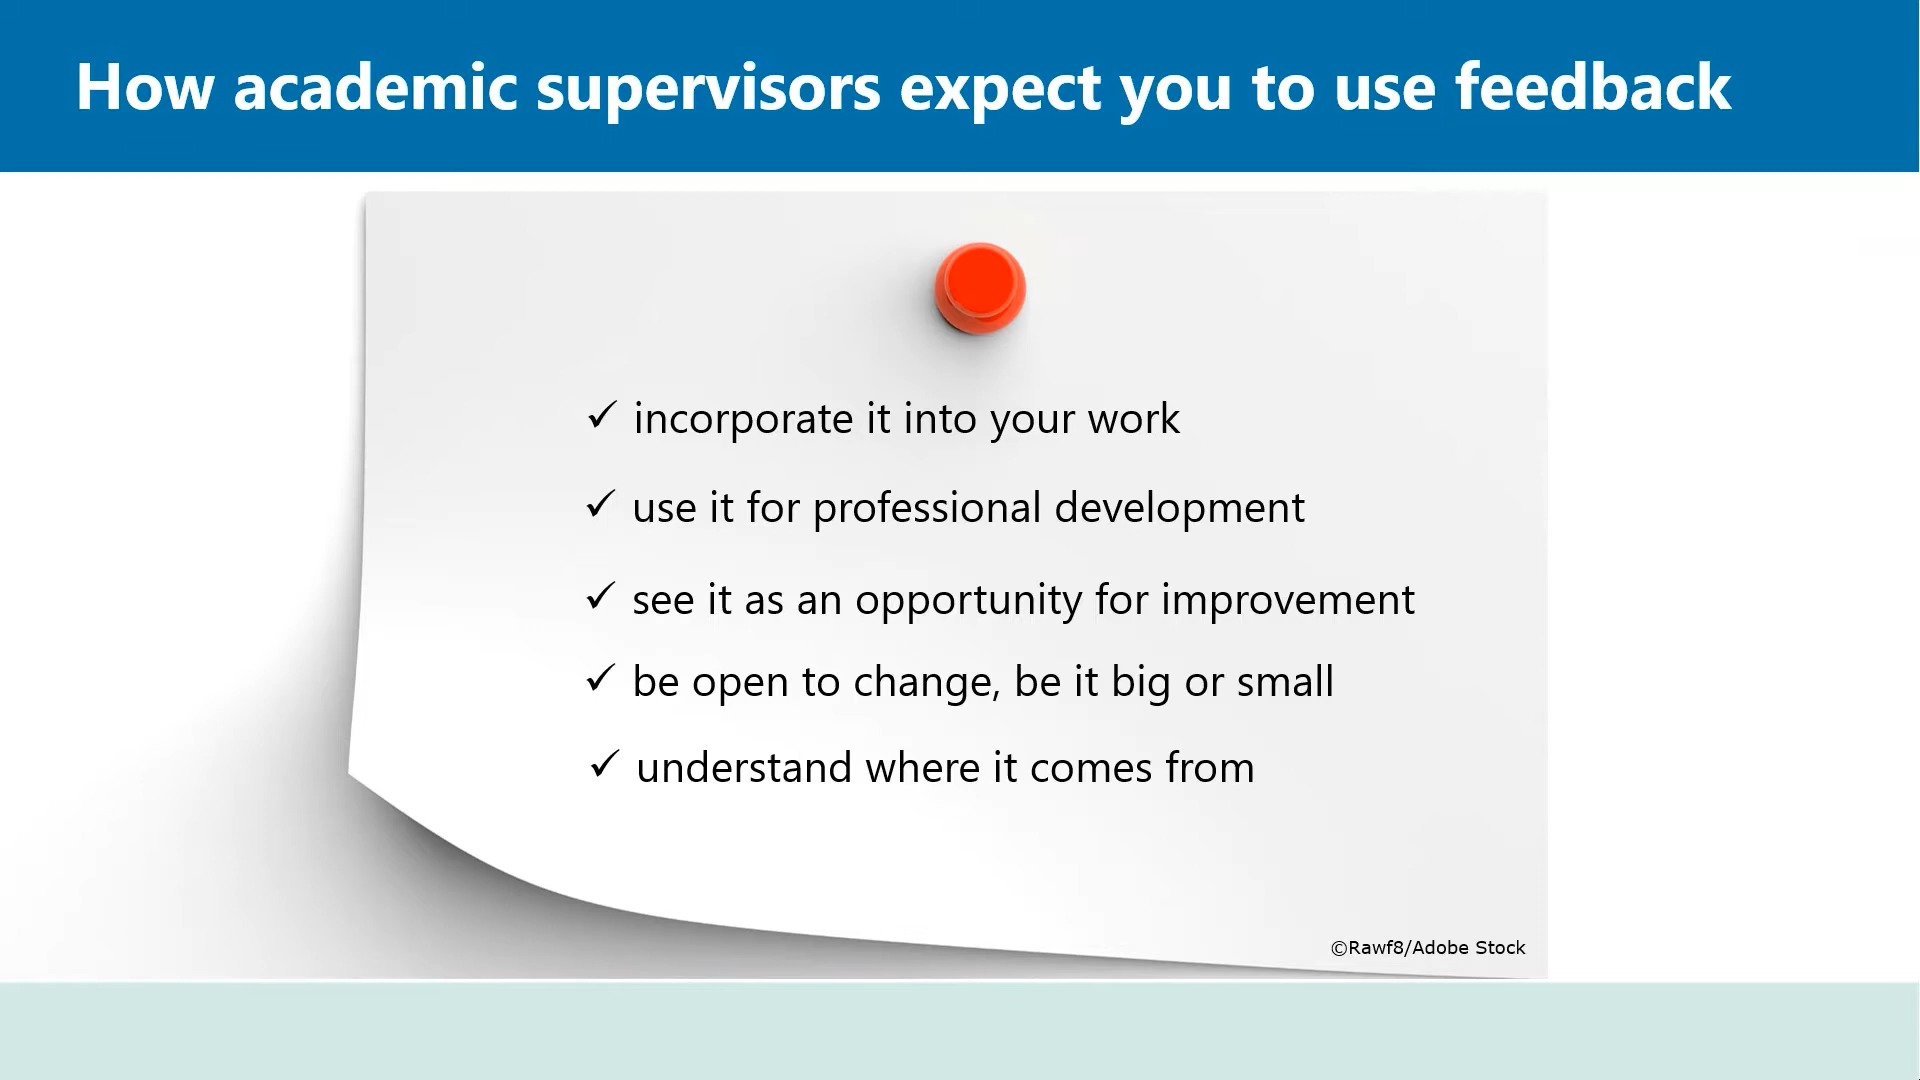 How academic supervisors expect you to use feedback
✓ incorporate it into your work
✓ use it for professional development
✓ see it as an opportunity for improvement
✓ be open to change, be it big or small
✓ understand where it comes from
©Rawf8/Adobe Stock